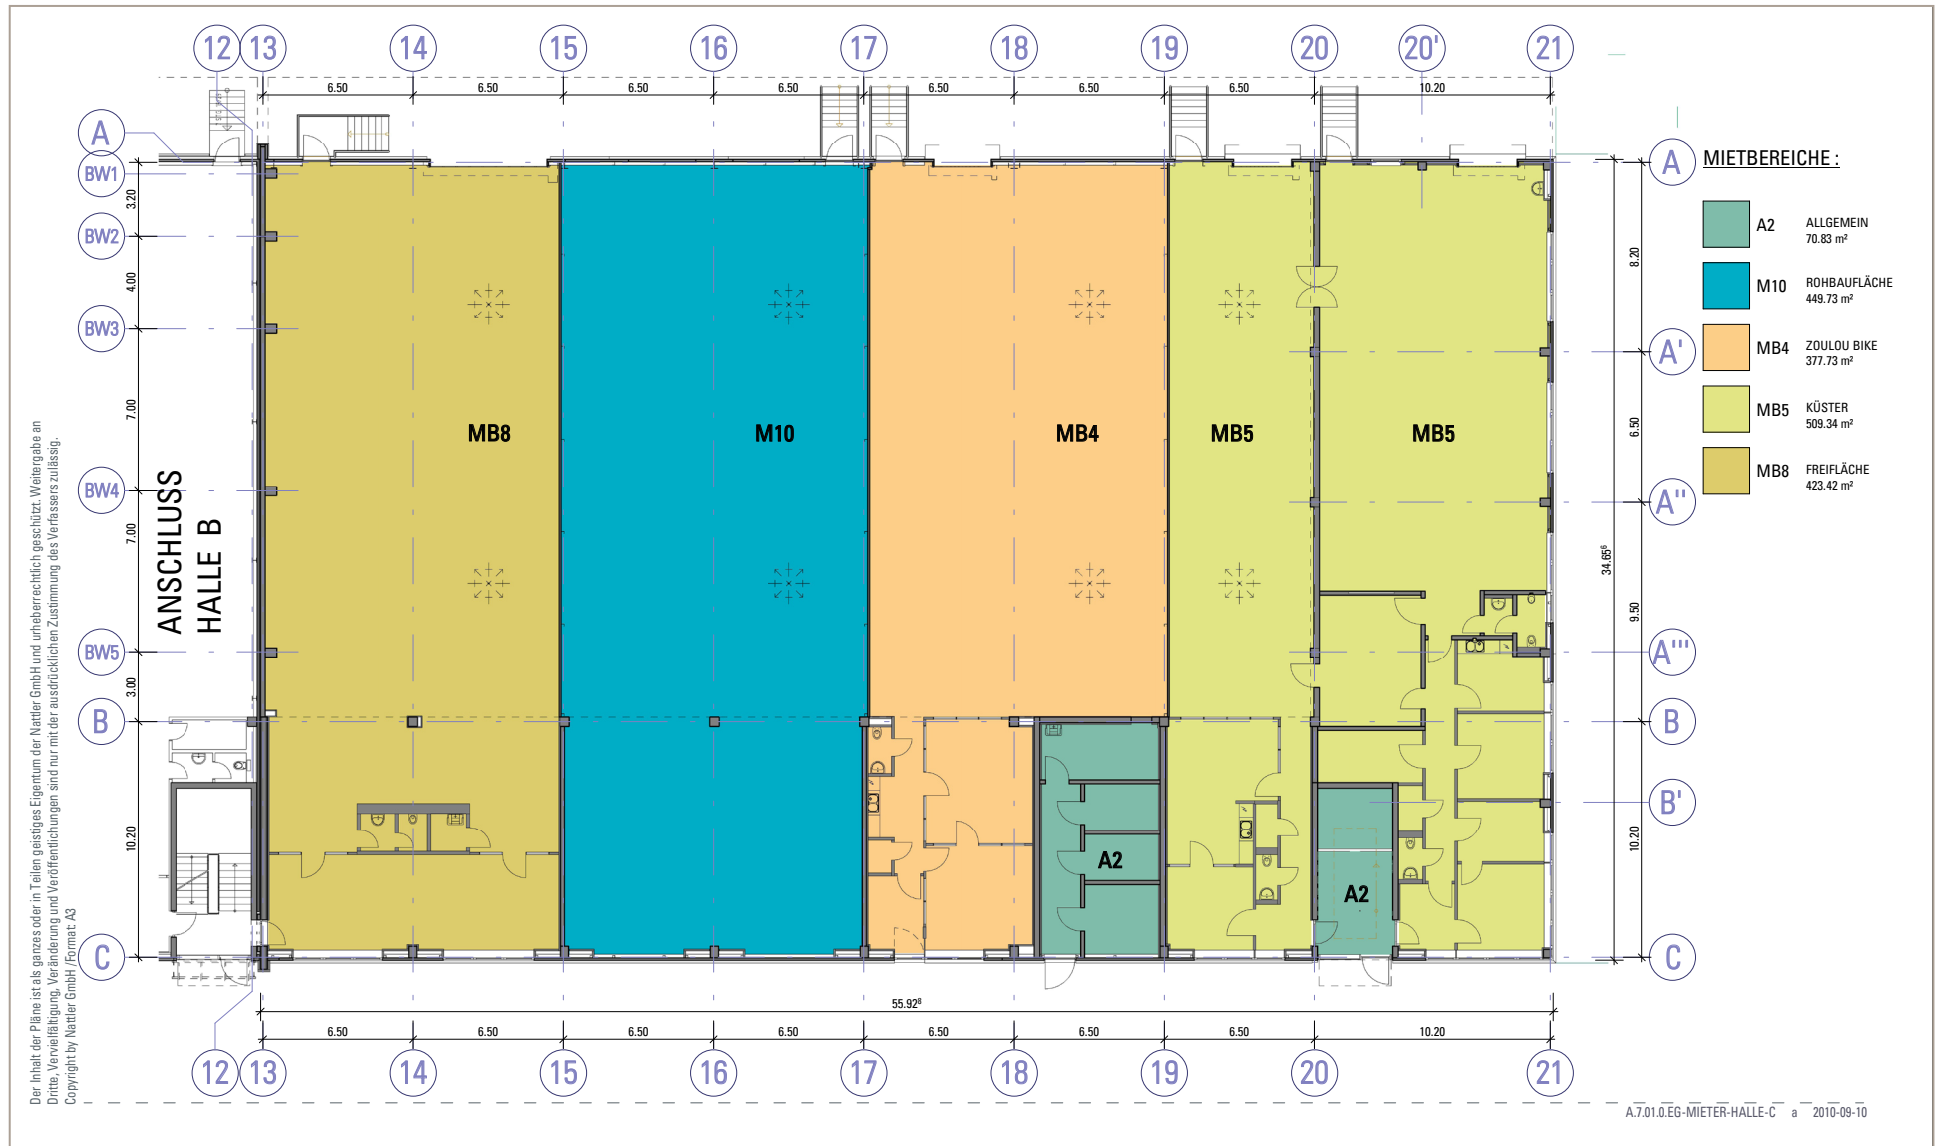 12 13 14 15 16 17 18 19 20 20' 21
6.50 6.50 6.50 6.50 6.50 6.50 6.50 10.20
A
BW1
3.20
BW2
4.00
BW3
7.00
BW4
7.00
BW5
3.00
B
10.20
C
ANSCHLUSS
HALLE B
MB8 M10 MB4 MB5 MB5
A2
A2
A
8.20
A'
6.50
A''
34.65⁶
9.50
A'''
B
B'
10.20
C
MIETBEREICHE :
A2 ALLGEMEIN
70.83 m²
M10 ROHBAUFLÄCHE
449.73 m²
MB4 ZOULOU BIKE
377.73 m²
MB5 KÜSTER
509.34 m²
MB8 FREIFLÄCHE
423.42 m²
55.92⁸
6.50 6.50 6.50 6.50 6.50 6.50 6.50 10.20
12 13 14 15 16 17 18 19 20 21
Der Inhalt der Pläne ist als ganzes oder in Teilen geistiges Eigentum der Nattler GmbH und urheberrechtlich geschützt. Weitergabe an
Dritte, Vervielfältigung, Veränderung und Veröffentlichungen sind nur mit der ausdrücklichen Zustimmung des Verfassers zulässig.
Copyright by Nattler GmbH /Format: A3
A.7.01.0.EG-MIETER-HALLE-C a 2010-09-10